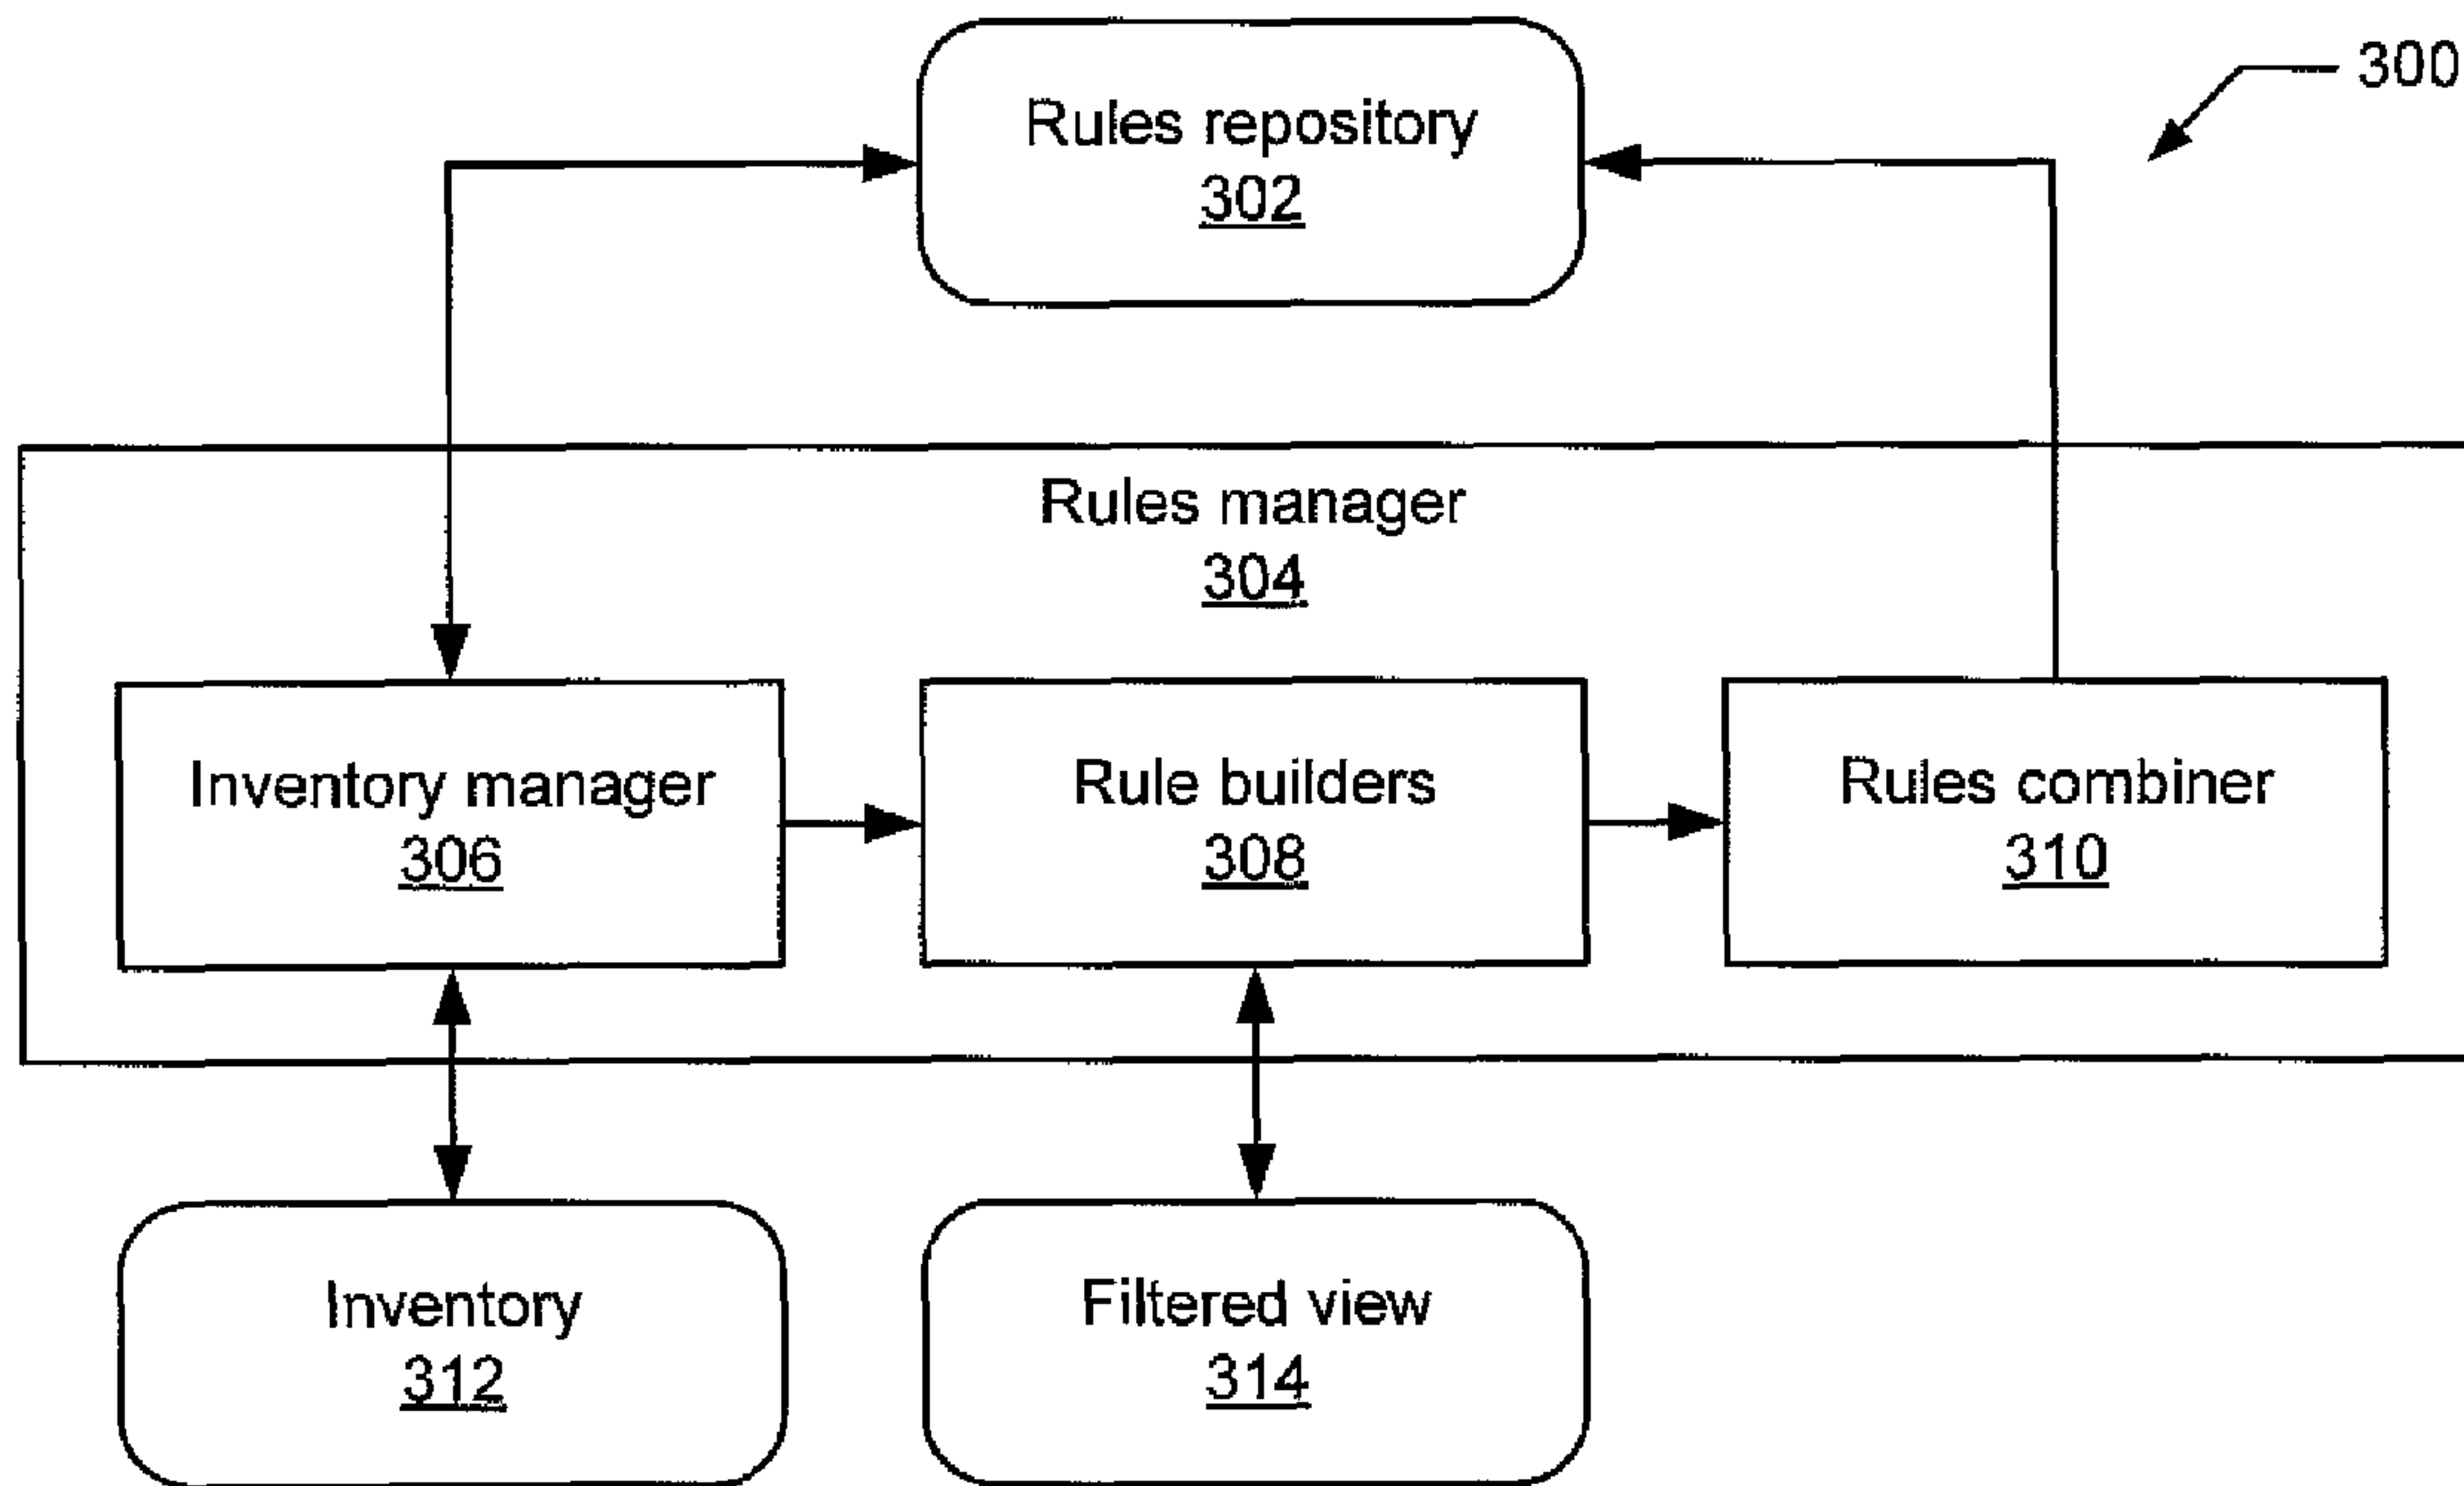 300
Rules repository
302
Rules manager
304
Inventory manager
306
Rule builders
308
Rules combiner
310
Inventory
312
Filtered view
314